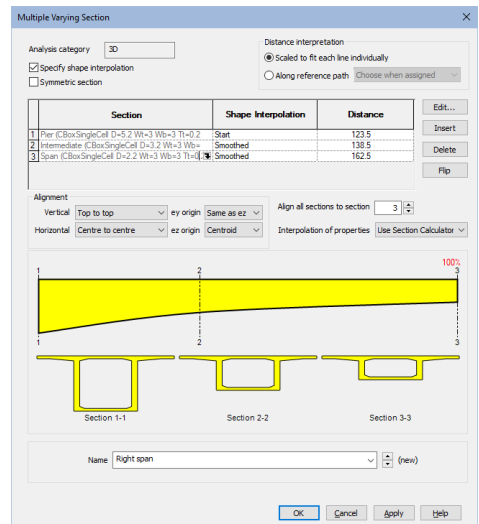 Multiple Varying Section
Analysis category 3D
Specify shape interpolation
Symmetric section
Distance interpretation
Scaled to fit each line individually
Along reference path Choose when assigned
Section Shape Interpolation Distance
1 Pier (CBoxSingleCell D=5.2 Wt=3 Wb=3 Tt=0.2 Start 123.5
2 Intermediate (CBoxSingleCell D=3.2 Wt=3 Wb= Smoothed 138.5
3 Span (CBoxSingleCell D=2.2 Wt=3 Wb=3 Tt=0. Smoothed 162.5
Edit...
Insert
Delete
Flip
Alignment
Vertical Top to top ey origin Same as ez
Horizontal Centre to centre ez origin Centroid
Align all sections to section 3
Interpolation of properties Use Section Calculator
100%
1 2 3
1 2 3
Section 1-1 Section 2-2 Section 3-3
Name Right span (new)
OK Cancel Apply Help